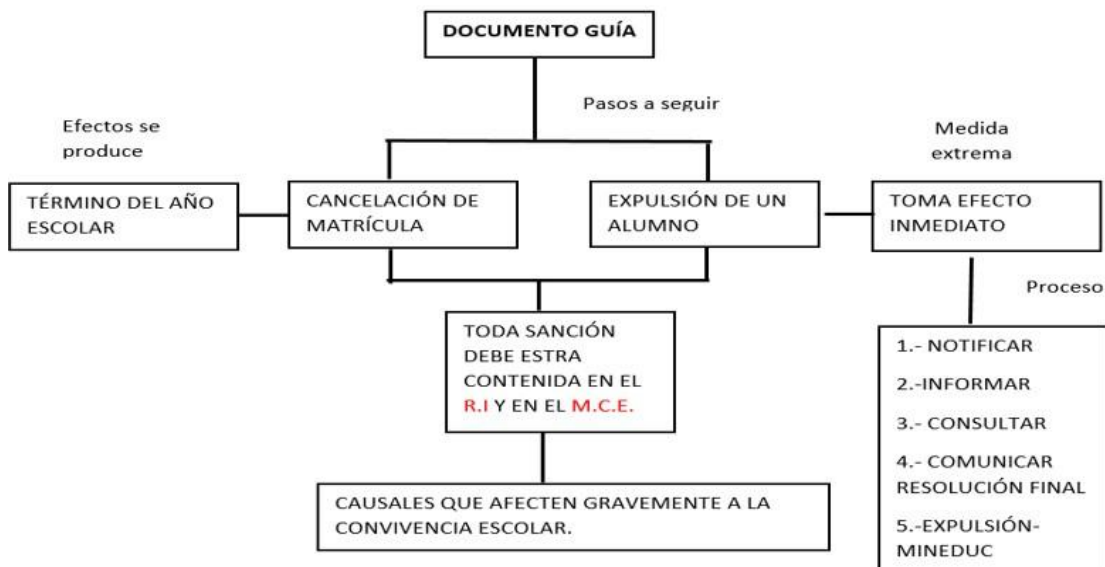 DOCUMENTO GUÍA
Pasos a seguir
Efectos se
produce
Medida
extrema
TÉRMINO DEL AÑO
ESCOLAR
CANCELACIÓN DE
MATRÍCULA
EXPULSIÓN DE UN
ALUMNO
TOMA EFECTO
INMEDIATO
Proceso
TODA SANCIÓN
DEBE ESTRA
CONTENIDA EN EL
R.I Y EN EL M.C.E.
1.- NOTIFICAR
2.-INFORMAR
3.- CONSULTAR
4.- COMUNICAR
RESOLUCIÓN FINAL
5.-EXPULSIÓN-
MINEDUC
CAUSALES QUE AFECTEN GRAVEMENTE A LA
CONVIVENCIA ESCOLAR.